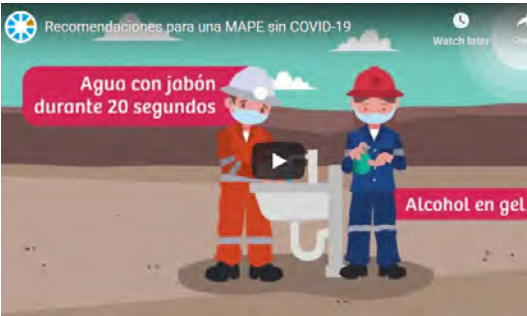 Recomendaciones para una MAPE sin COVID-19
Watch later
Agua con jabón
durante 20 segundos
Alcohol en gel